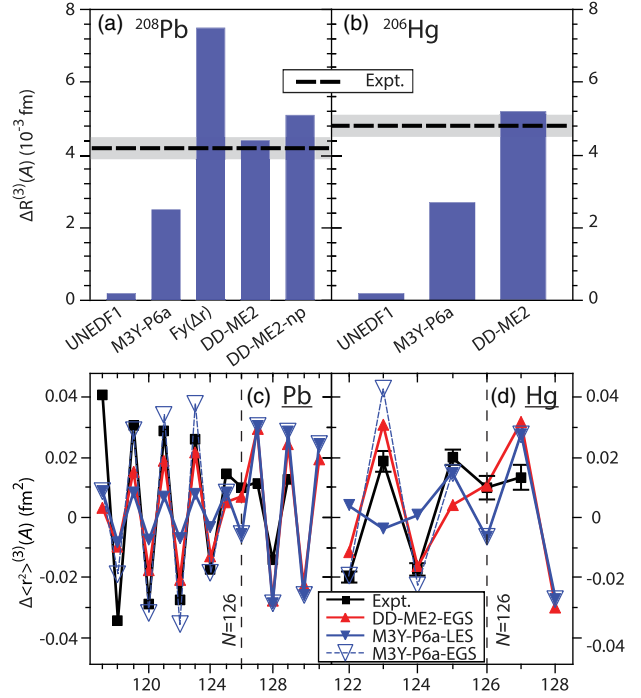 (a) ²⁰⁸Pb
(b) ²⁰⁶Hg
8 8
6 6
4 4
2 2
0 0
Expt.
ΔR⁽³⁾(A) (10⁻³ fm)
UNEDF1 M3Y-P6a Fy(Δr) DD-ME2 DD-ME2-np
UNEDF1 M3Y-P6a DD-ME2
(c) Pb
(d) Hg
0.04 0.04
0.02 0.02
0 0
-0.02 -0.02
-0.04 -0.04
Δ<r²>⁽³⁾(A) (fm²)
N=126
N=126
Expt.
DD-ME2-EGS
M3Y-P6a-LES
M3Y-P6a-EGS
120 124 128
122 124 126 128